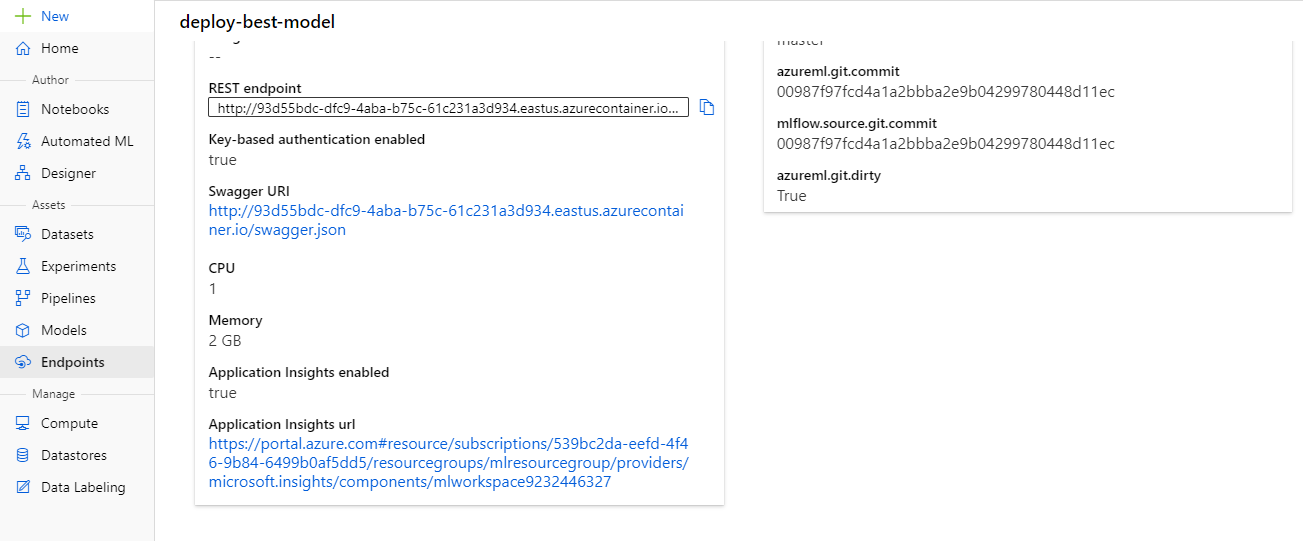 New
Home
Author
Notebooks
Automated ML
Designer
Assets
Datasets
Experiments
Pipelines
Models
Endpoints
Manage
Compute
Datastores
Data Labeling
deploy-best-model
--
REST endpoint
http://93d55bdc-dfc9-4aba-b75c-61c231a3d934.eastus.azurecontainer.io...
Key-based authentication enabled
true
Swagger URI
http://93d55bdc-dfc9-4aba-b75c-61c231a3d934.eastus.azurecontai
ner.io/swagger.json
CPU
1
Memory
2 GB
Application Insights enabled
true
Application Insights url
https://portal.azure.com#resource/subscriptions/539bc2da-eefd-4f4
6-9b84-6499b0af5dd5/resourcegroups/mlresourcegroup/providers/
microsoft.insights/components/mlworkspace9232446327
master
azureml.git.commit
00987f97fcd4a1a2bbba2e9b04299780448d11ec
mlflow.source.git.commit
00987f97fcd4a1a2bbba2e9b04299780448d11ec
azureml.git.dirty
True